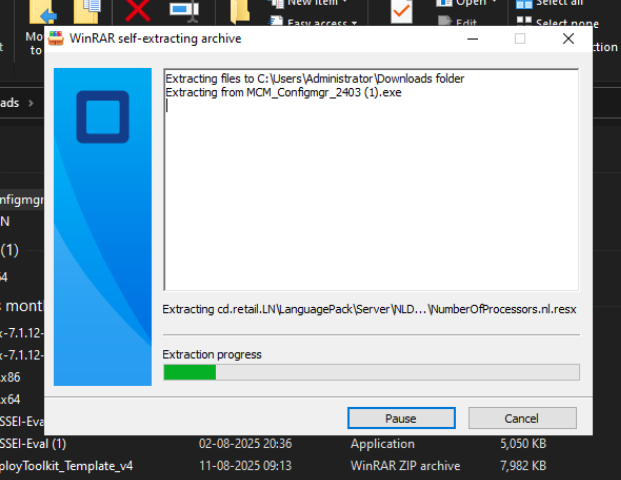 New item
Open
Select all
Easy access
Edit
Select none
Mo
to
ction
WinRAR self-extracting archive
Extracting files to C:\Users\Administrator\Downloads folder
Extracting from MCM_Configmgr_2403 (1).exe
ads
nfigmgr
N
(1)
64
s mont
x-7.1.12-
x-7.1.12-
x86
x64
SSEI-Eva
Extracting cd.retail.LN\LanguagePack\Server\NLD...\NumberOfProcessors.nl.resx
Extraction progress
Pause
Cancel
SSEI-Eval (1) 02-08-2025 20:36 Application 5,050 KB
ployToolkit_Template_v4 11-08-2025 09:13 WinRAR ZIP archive 7,982 KB